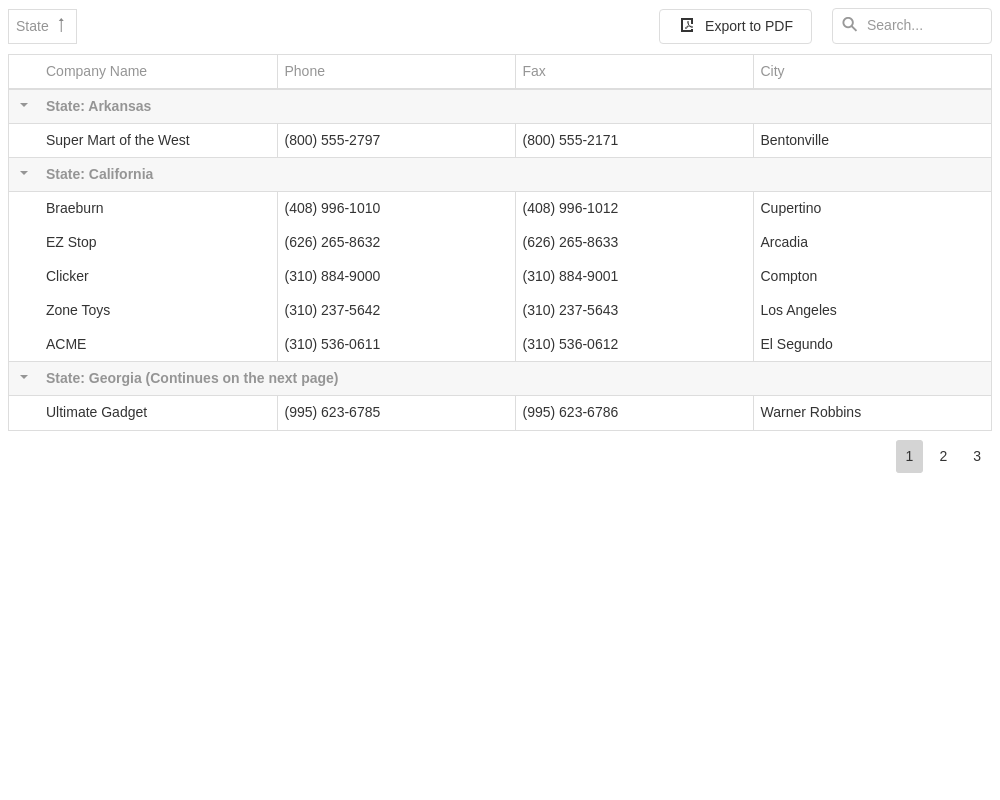 State Export to PDF Search...
Company Name Phone Fax City
State: Arkansas
Super Mart of the West (800) 555-2797 (800) 555-2171 Bentonville
State: California
Braeburn (408) 996-1010 (408) 996-1012 Cupertino
EZ Stop (626) 265-8632 (626) 265-8633 Arcadia
Clicker (310) 884-9000 (310) 884-9001 Compton
Zone Toys (310) 237-5642 (310) 237-5643 Los Angeles
ACME (310) 536-0611 (310) 536-0612 El Segundo
State: Georgia (Continues on the next page)
Ultimate Gadget (995) 623-6785 (995) 623-6786 Warner Robbins
1 2 3